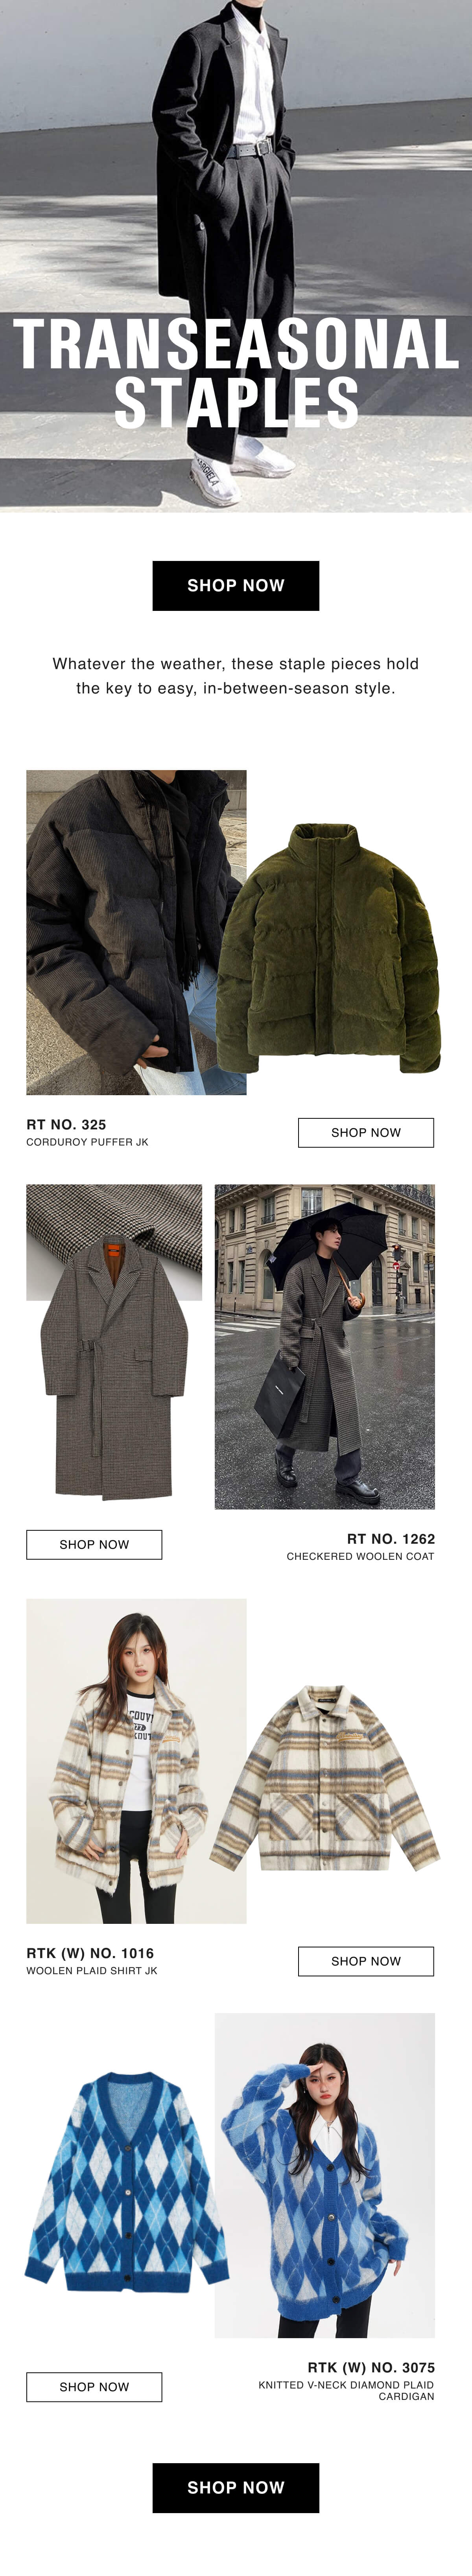 TRANSEASONAL
STAPLES
SHOP NOW
Whatever the weather, these staple pieces hold
the key to easy, in-between-season style.
RT NO. 325
CORDUROY PUFFER JK
SHOP NOW
SHOP NOW
RT NO. 1262
CHECKERED WOOLEN COAT
RTK (W) NO. 1016
WOOLEN PLAID SHIRT JK
SHOP NOW
SHOP NOW
RTK (W) NO. 3075
KNITTED V-NECK DIAMOND PLAID
CARDIGAN
SHOP NOW